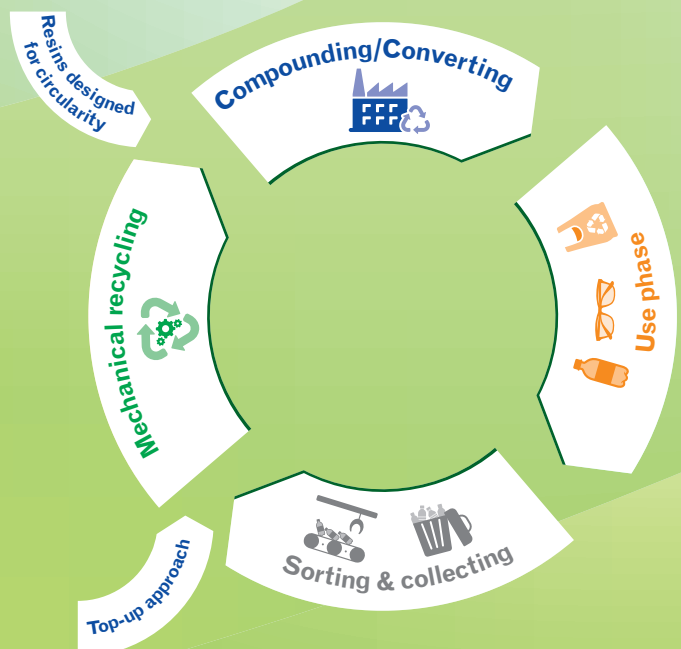 Resins designed
for circularity
Compounding/Converting
Use phase
Sorting & collecting
Mechanical recycling
Top-up approach